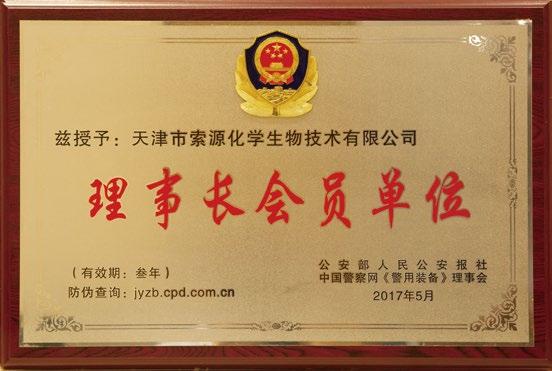 兹授予：天津市索源化学生物技术有限公司
理事长会员单位
（有效期：叁年）
防伪查询：jyzb.cpd.com.cn
公安部人民公安报社
中国警察网《警用装备》理事会
2017年5月